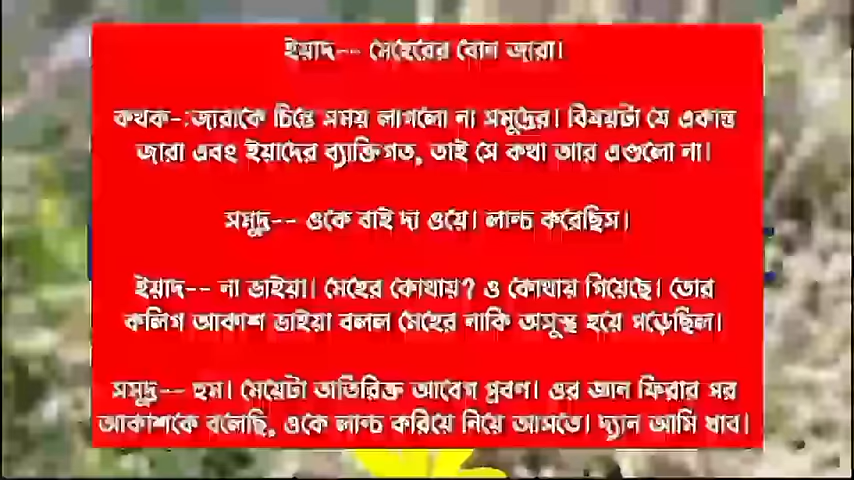 ইয়াদ-- মেহেরের বোন জারা।
কথক-:জারাকে চিন্তে সময় লাগলো না সমুদ্রের। বিষয়টা যে একান্ত
জারা এবং ইয়াদের ব্যাক্তিগত, তাই সে কথা আার এগুলো না।
সমুদ্র-- ওকে বাই দা ওয়ে। লান্চ করেছিস।
ইয়াদ-- না ভাইয়া। মেহের কোথায়? ও কোথায় গিয়েছে। তোর
কলিগ আকাশ ভাইয়া বলল মেহের নাকি অসুস্থ হয়ে পড়েছিল।
সমুদ্র-- হুম। মেয়েটা অতিরিক্ত আবেগ প্রবণ। ওর জ্ঞান ফিরার পর
আকাশকে বলেছি, ওকে লান্চ করিয়ে নিয়ে আসতে। দ্যান আমি খাব।